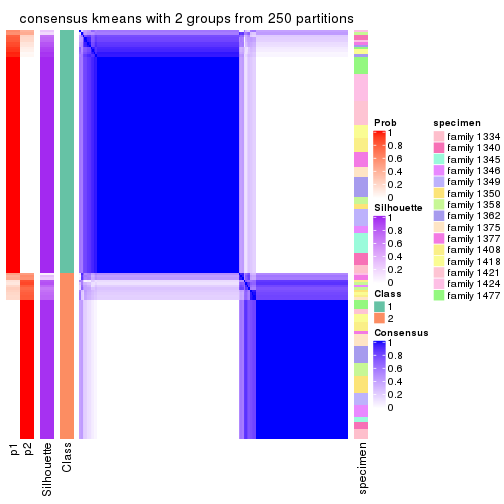 consensus kmeans with 2 groups from 250 partitions
Prob
1
0.8
0.6
0.4
0.2
0
Silhouette
1
0.8
0.6
0.4
0.2
0
Class
1
2
Consensus
1
0.8
0.6
0.4
0.2
0
specimen
family 1334
family 1340
family 1345
family 1346
family 1349
family 1350
family 1358
family 1362
family 1375
family 1377
family 1408
family 1418
family 1421
family 1424
family 1477
p1
p2
Silhouette
Class
specimen